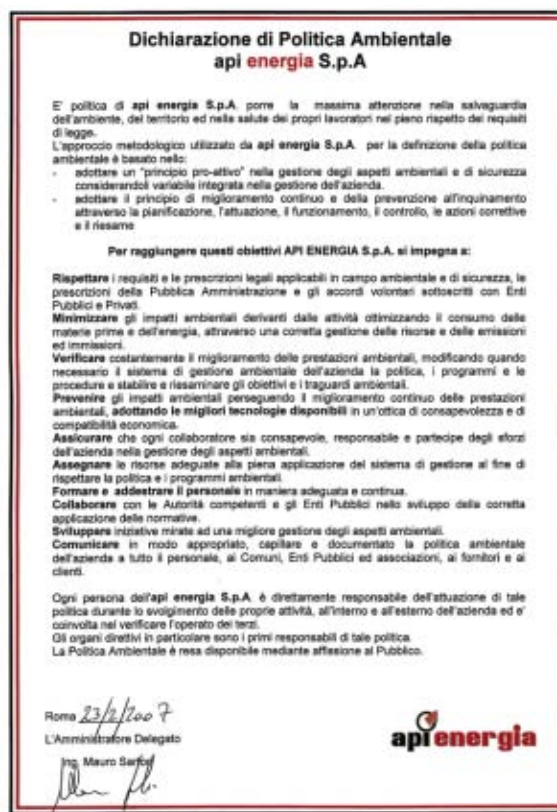 Dichiarazione di Politica Ambientale
api energia S.p.A
E' politica di api energia S.p.A. porre la massima attenzione nella salvaguardia
dell'ambiente, del territorio ed nella salute dei propri lavoratori nel pieno rispetto dei requisiti
di legge.
L'approccio metodologico utilizzato da api energia S.p.A. per la definizione della politica
ambientale è basato nello:
- adottare un "principio pro-attivo" nella gestione degli aspetti ambientali e di sicurezza
considerandoli variabile integrata nella gestione dell'azienda.
- adottare il principio di miglioramento continuo e della prevenzione all'inquinamento
attraverso la pianificazione, l'attuazione, il funzionamento, il controllo, le azioni correttive
e il riesame
Per raggiungere questi obiettivi API ENERGIA S.p.A. si impegna a:
Rispettare i requisiti e le prescrizioni legali applicabili in campo ambientale e di sicurezza, le
prescrizioni della Pubblica Amministrazione e gli accordi volontari sottoscritti con Enti
Pubblici e Privati.
Minimizzare gli impatti ambientali derivanti dalle attività ottimizzando il consumo delle
materie prime e dell'energia, attraverso una corretta gestione delle risorse e delle emissioni
ed immissioni.
Verificare costantemente il miglioramento delle prestazioni ambientali, modificando quando
necessario il sistema di gestione ambientale dell'azienda la politica, i programmi e le
procedure e stabilire e riesaminare gli obiettivi e i traguardi ambientali.
Prevenire gli impatti ambientali perseguendo il miglioramento continuo delle prestazioni
ambientali, adottando le migliori tecnologie disponibili in un'ottica di consapevolezza e di
compatibilità economica.
Assicurare che ogni collaboratore sia consapevole, responsabile e partecipe degli sforzi
dell'azienda nella gestione degli aspetti ambientali.
Assegnare le risorse adeguate alla piena applicazione del sistema di gestione al fine di
rispettare la politica e i programmi ambientali.
Formare e addestrare il personale in maniera adeguata e continua.
Collaborare con le Autorità competenti e gli Enti Pubblici nello sviluppo della corretta
applicazione delle normative.
Sviluppare iniziative mirate ad una migliore gestione degli aspetti ambientali.
Comunicare in modo appropriato, capillare e documentato la politica ambientale
dell'azienda a tutto il personale, ai Comuni, Enti Pubblici ed associazioni, ai fornitori e ai
clienti.
Ogni persona dell'api energia S.p.A. è direttamente responsabile dell'attuazione di tale
politica durante lo svolgimento delle proprie attività, all'interno e all'esterno dell'azienda ed e'
coinvolta nel verificare l'operato dei terzi.
Gli organi direttivi in particolare sono i primi responsabili di tale politica.
La Politica Ambientale è resa disponibile mediante affissione al Pubblico.
Roma 23/2/2007
L'Amministratore Delegato
Ing. Mauro
api energia